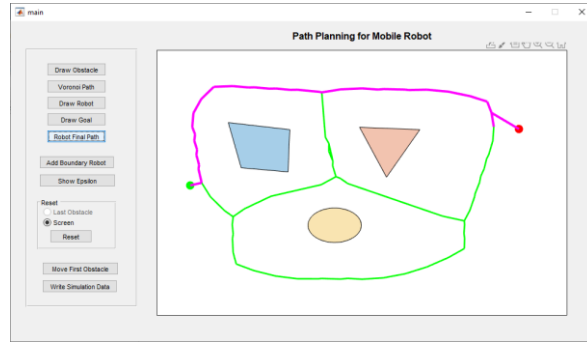 main
Path Planning for Mobile Robot
Draw Obstacle
Voronoi Path
Draw Robot
Draw Goal
Robot Final Path
Add Boundary Robot
Show Epsilon
Reset
Last Obstacle
Screen
Reset
Move First Obstacle
Write Simulation Data